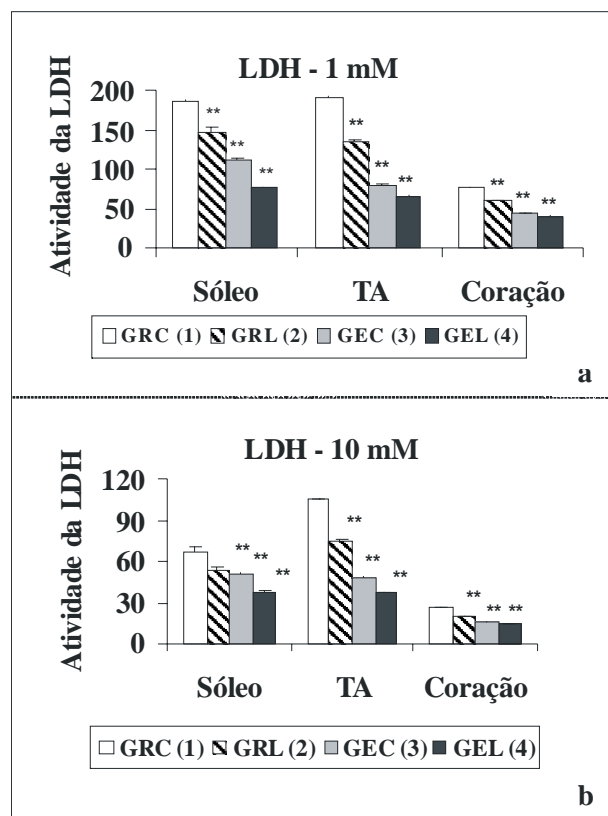 LDH - 1 mM
Atividade da LDH
200
150
100
50
0
** ** **
** ** **
** ** **
Sóleo TA Coração
GRC (1) GRL (2) GEC (3) GEL (4)
a
LDH - 10 mM
Atividade da LDH
120
90
60
30
0
** ** **
** ** **
** ** **
Sóleo TA Coração
GRC (1) GRL (2) GEC (3) GEL (4)
b